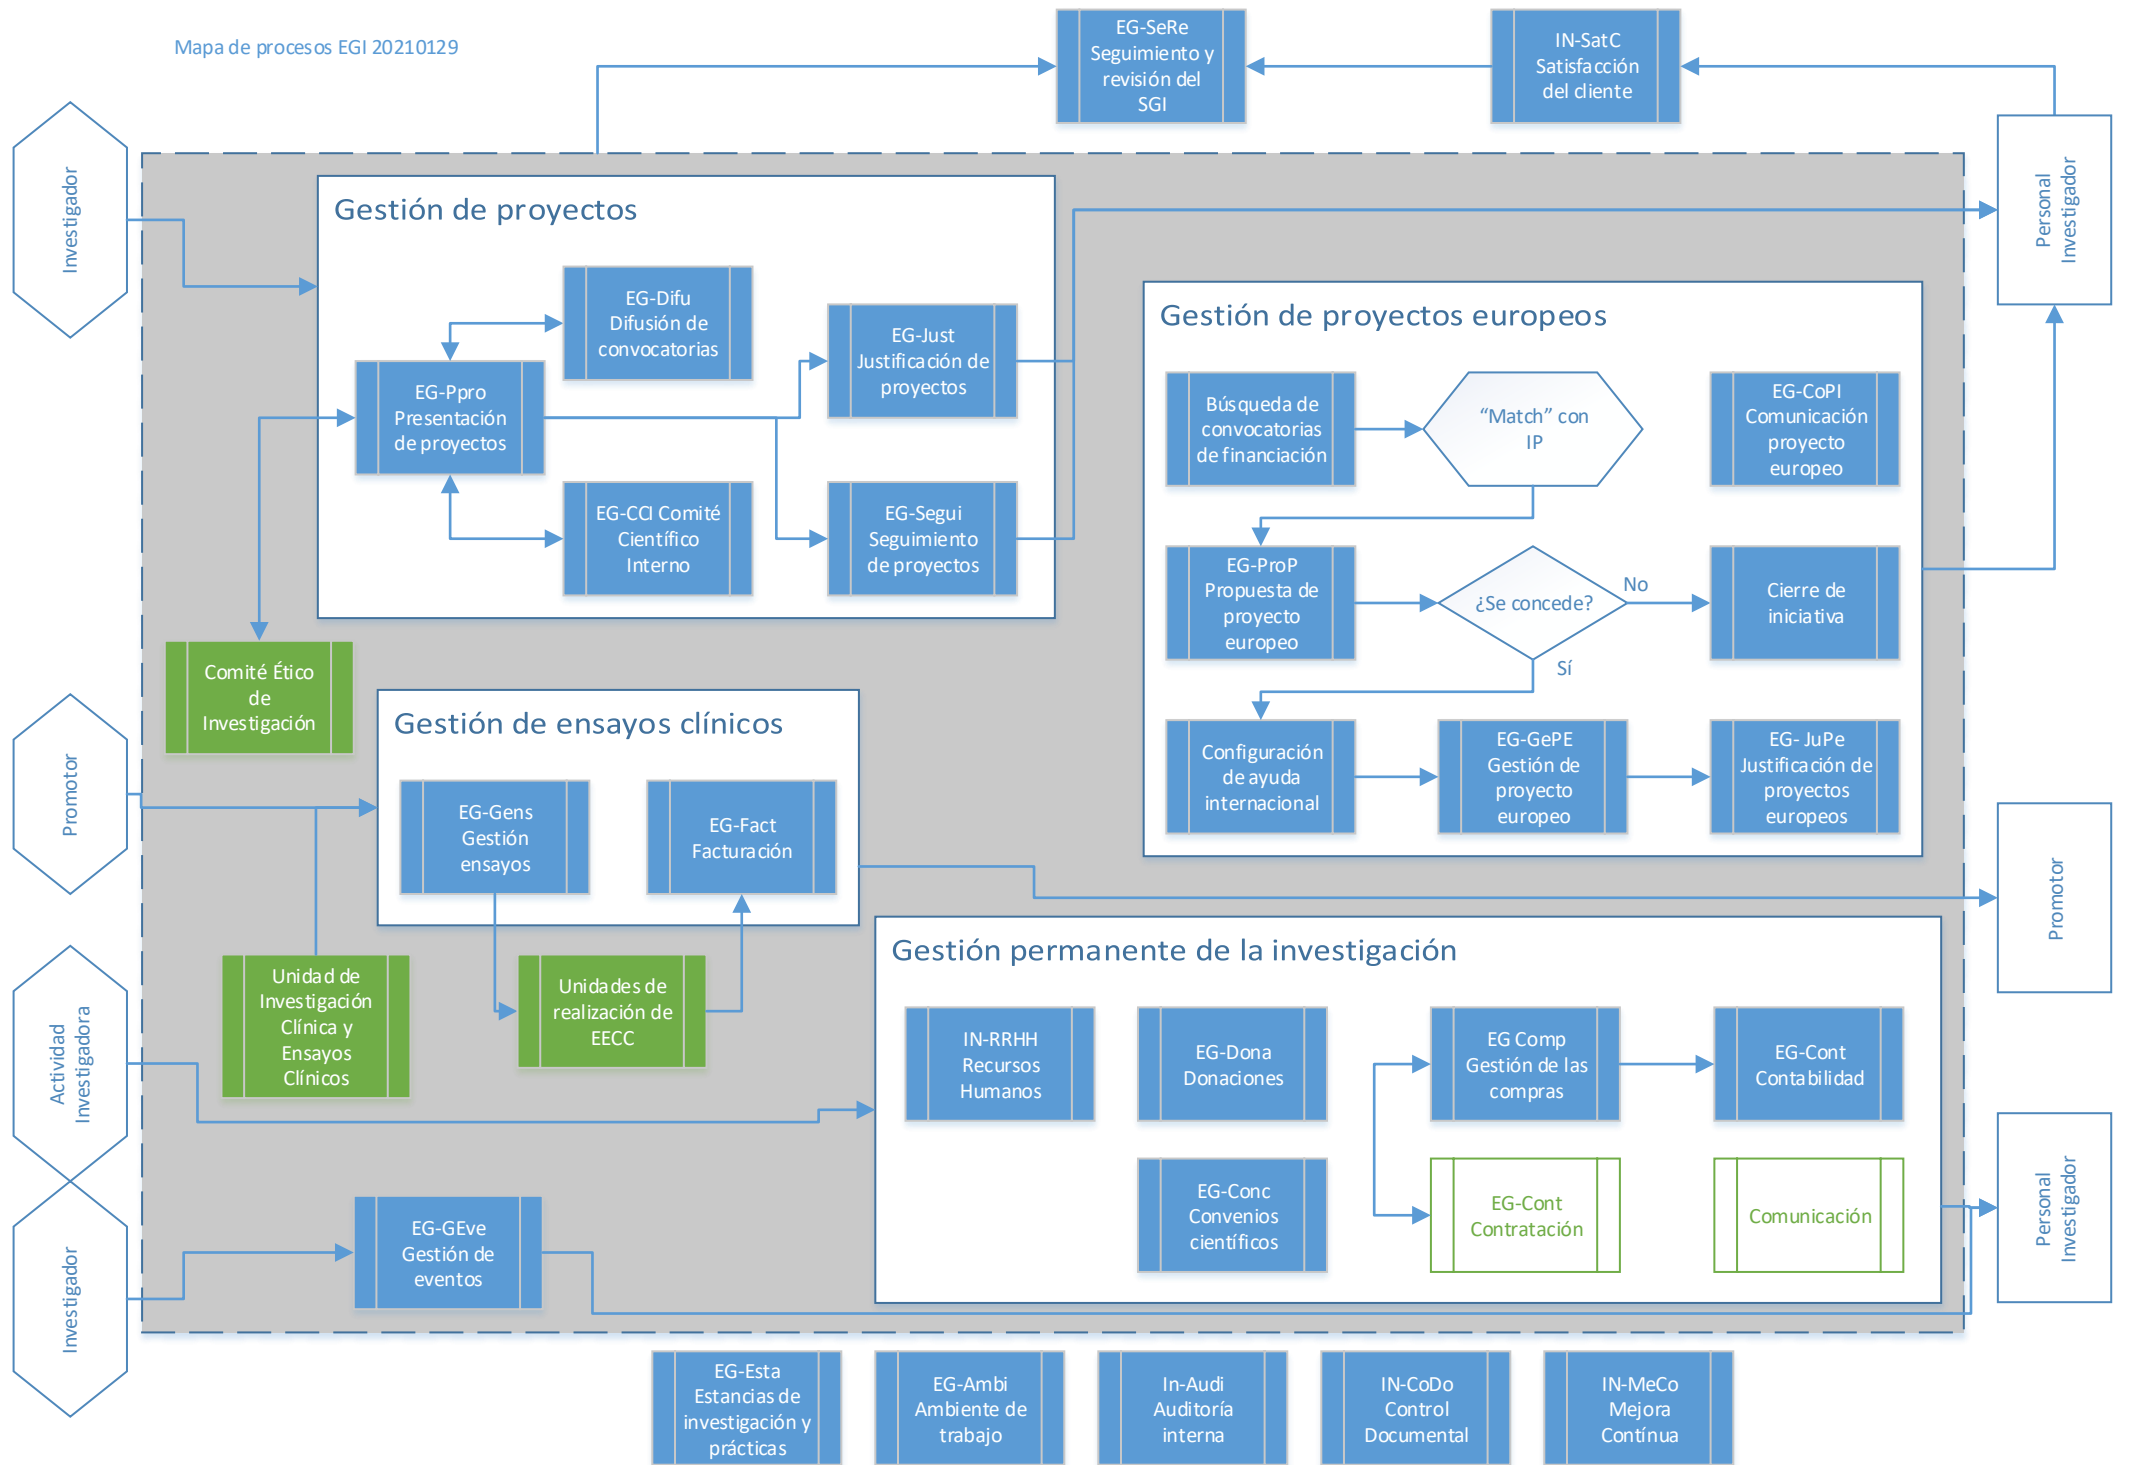 Mapa de procesos EGI 20210129
EG-SeRe
Seguimiento y
revisión del
SGI
IN-SatC
Satisfacción
del cliente
Investigador
Personal
Investigador
Gestión de proyectos
EG-Difu
Difusión de
convocatorias
EG-Just
Justificación de
proyectos
EG-Ppro
Presentación
de proyectos
EG-CCI Comité
Científico
Interno
EG-Segui
Seguimiento
de proyectos
Gestión de proyectos europeos
Búsqueda de
convocatorias
de financiación
“Match” con
IP
EG-CoPI
Comunicación
proyecto
europeo
EG-ProP
Propuesta de
proyecto
europeo
¿Se concede?
No
Sí
Cierre de
iniciativa
Configuración
de ayuda
internacional
EG-GePE
Gestión de
proyecto
europeo
EG- JuPe
Justificación de
proyectos
europeos
Comité Ético
de
Investigación
Promotor
Gestión de ensayos clínicos
EG-Gens
Gestión
ensayos
EG-Fact
Facturación
Promotor
Unidad de
Investigación
Clínica y
Ensayos
Clínicos
Unidades de
realización de
EECC
Actividad
Investigadora
Gestión permanente de la investigación
IN-RRHH
Recursos
Humanos
EG-Dona
Donaciones
EG Comp
Gestión de las
compras
EG-Cont
Contabilidad
EG-Conc
Convenios
científicos
EG-Cont
Contratación
Comunicación
Personal
Investigador
Investigador
EG-GEve
Gestión de
eventos
EG-Esta
Estancias de
investigación y
prácticas
EG-Ambi
Ambiente de
trabajo
In-Audi
Auditoría
interna
IN-CoDo
Control
Documental
IN-MeCo
Mejora
Contínua